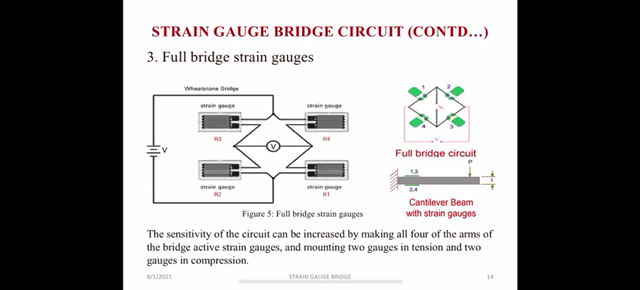 STRAIN GAUGE BRIDGE CIRCUIT (CONTD…)
3. Full bridge strain gauges
Wheatstone Bridge
strain gauge
strain gauge
R3
R4
V
V
strain gauge
strain gauge
R2
R1
Figure 5: Full bridge strain gauges
1
2
4
3
Full bridge circuit
P
1,3
2,4
t
Cantilever Beam
with strain gauges
The sensitivity of the circuit can be increased by making all four of the arms of
the bridge active strain gauges, and mounting two gauges in tension and two
gauges in compression.
8/1/2021
STRAIN GAUGE BRIDGE
14